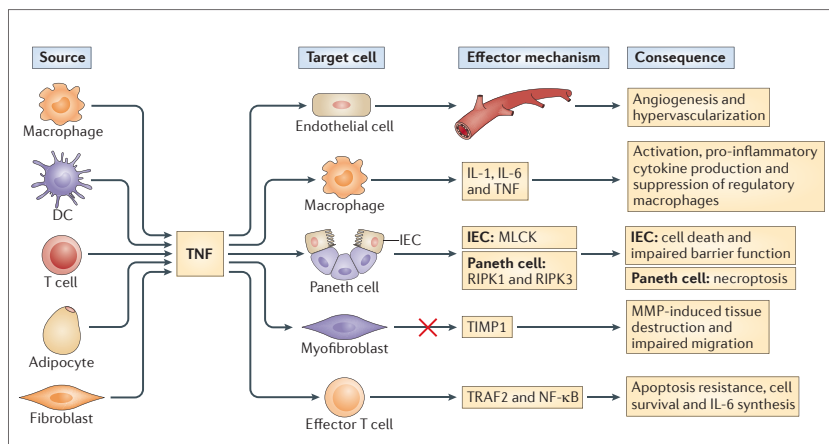 Source
Target cell
Effector mechanism
Consequence
Macrophage
DC
T cell
Adipocyte
Fibroblast
TNF
Endothelial cell
Angiogenesis and
hypervascularization
Macrophage
IL-1, IL-6
and TNF
Activation, pro-inflammatory
cytokine production and
suppression of regulatory
macrophages
IEC
Paneth cell
IEC: MLCK
Paneth cell:
RIPK1 and RIPK3
IEC: cell death and
impaired barrier function
Paneth cell: necroptosis
Myofibroblast
TIMP1
MMP-induced tissue
destruction and
impaired migration
Effector T cell
TRAF2 and NF-κB
Apoptosis resistance, cell
survival and IL-6 synthesis